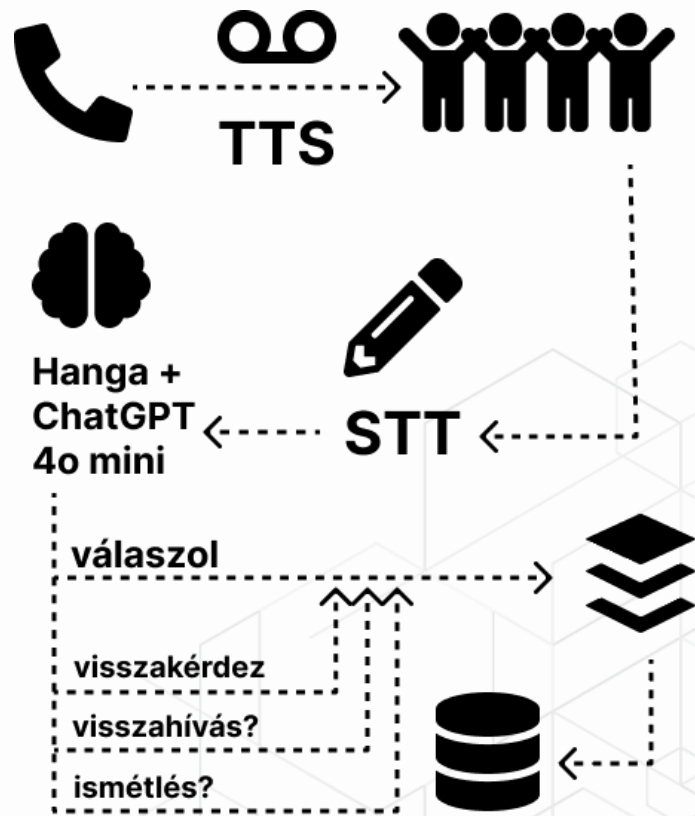 TTS
Hanga +
ChatGPT
4o mini
STT
válaszol
visszakérdez
visszahívás?
ismétlés?